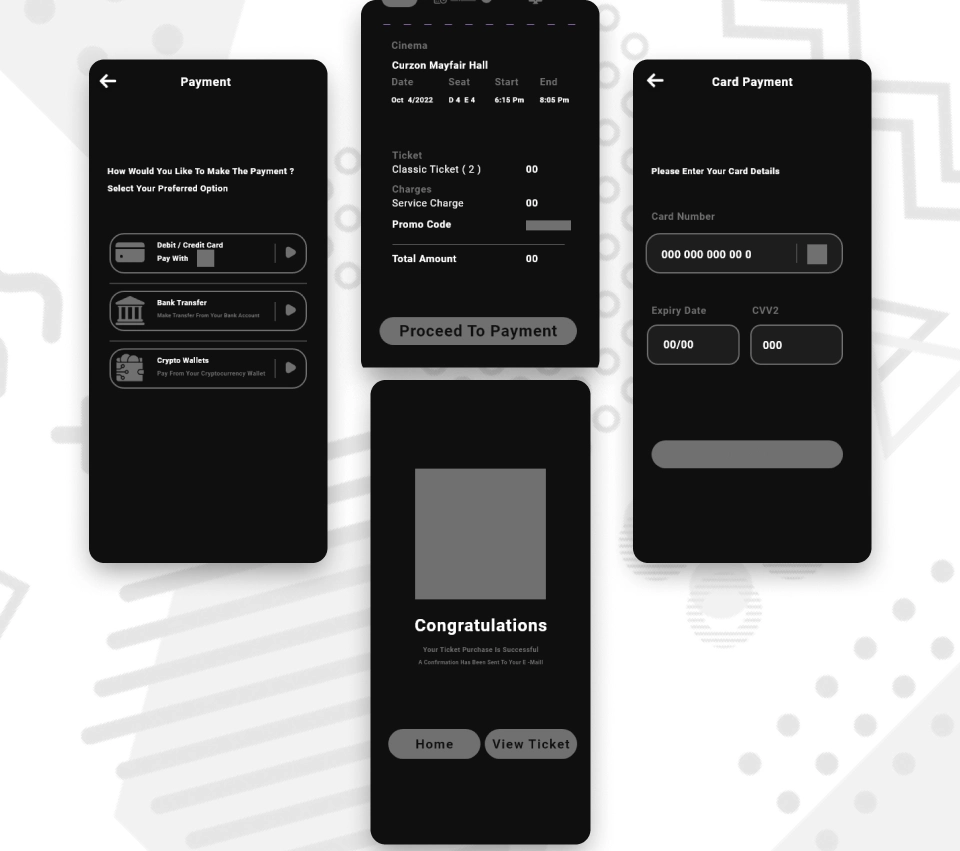 Payment
How Would You Like To Make The Payment ?
Select Your Preferred Option
Debit / Credit Card
Pay With
Bank Transfer
Make Transfer From Your Bank Account
Crypto Wallets
Pay From Your Cryptocurrency Wallet
Cinema
Curzon Mayfair Hall
Date Seat Start End
Oct 4/2022 D 4 E 4 6:15 Pm 8:05 Pm
Ticket
Classic Ticket ( 2 ) 00
Charges
Service Charge 00
Promo Code
Total Amount 00
Proceed To Payment
Congratulations
Your Ticket Purchase Is Successful
A Confirmation Has Been Sent To Your E -Maill
Home View Ticket
Card Payment
Please Enter Your Card Details
Card Number
000 000 000 00 0
Expiry Date CVV2
00/00 000